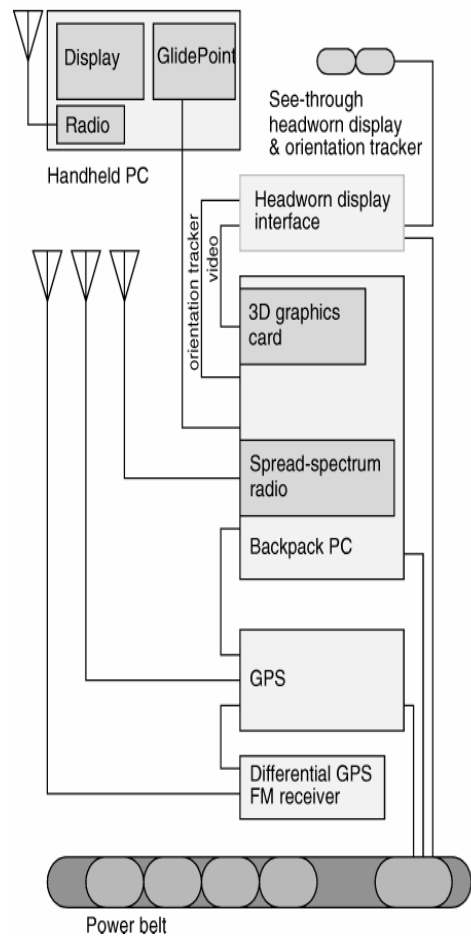 Display
GlidePoint
Radio
Handheld PC
See-through
headworn display
& orientation tracker
Headworn display
interface
orientation tracker
video
3D graphics
card
Spread-spectrum
radio
Backpack PC
GPS
Differential GPS
FM receiver
Power belt